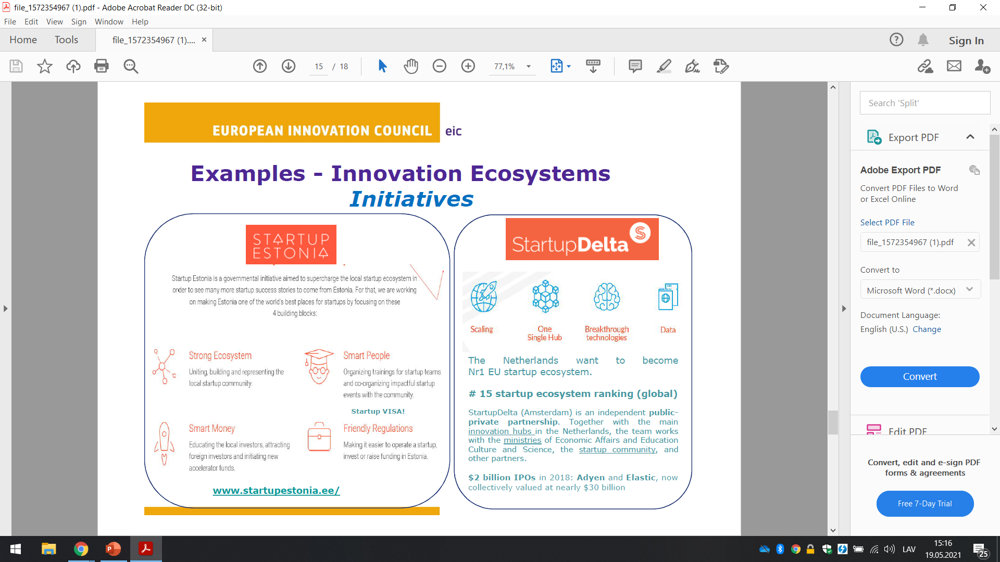 file_1572354967 (1).pdf - Adobe Acrobat Reader DC (32-bit)
File Edit View Sign Window Help
Home Tools file_1572354967 (1).... Sign In
15 / 18 77,1%
EUROPEAN INNOVATION COUNCIL eic
Examples - Innovation Ecosystems
Initiatives
STARTUP
ESTONIA
Startup Estonia is a governmental initiative aimed to supercharge the local startup ecosystem in
order to see many more startup success stories to come from Estonia. For that, we are working
on making Estonia one of the world's best places for startups by focusing on these
4 building blocks:
Strong Ecosystem
Uniting, building and representing the
local startup community.
Smart People
Organizing trainings for startup teams
and co-organizing impactful startup
events with the community.
Startup VISA!
Smart Money
Educating the local investors, attracting
foreign investors and initiating new
accelerator funds.
Friendly Regulations
Making it easier to operate a startup,
invest or raise funding in Estonia.
www.startupestonia.ee/
StartupDelta S
Scaling
One
Single Hub
Breakthrough
technologies
Data
The Netherlands want to become
Nr1 EU startup ecosystem.
# 15 startup ecosystem ranking (global)
StartupDelta (Amsterdam) is an independent public-
private partnership. Together with the main
innovation hubs in the Netherlands, the team works
with the ministries of Economic Affairs and Education
Culture and Science, the startup community, and
other partners.
$2 billion IPOs in 2018: Adyen and Elastic, now
collectively valued at nearly $30 billion
Search 'Split'
Export PDF
Adobe Export PDF
Convert PDF Files to Word
or Excel Online
Select PDF File
file_1572354967 (1).pdf
Convert to
Microsoft Word (*.docx)
Document Language:
English (U.S.) Change
Convert
Edit PDF
Convert, edit and e-sign PDF
forms & agreements
Free 7-Day Trial
LAV
15:16
19.05.2021
25